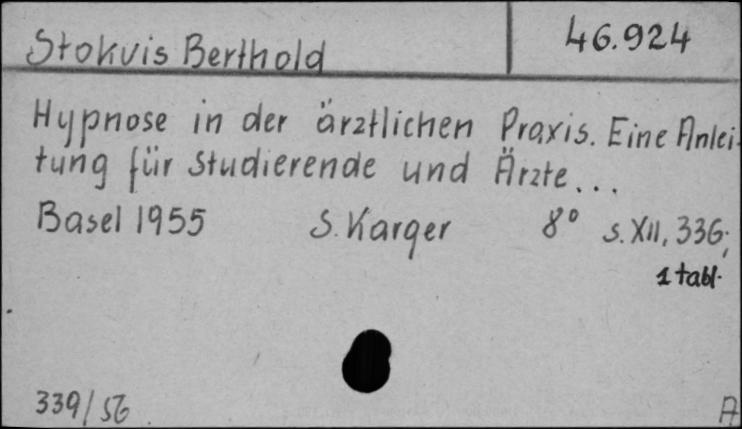 Stokvis Berthold 46.924
Hypnose in der ärztlichen Praxis. Eine Anlei-
tung für Studierende und Ärzte...
Basel 1955 S. Karger 8° s. XII, 336;
1 tabl.
339/56 A